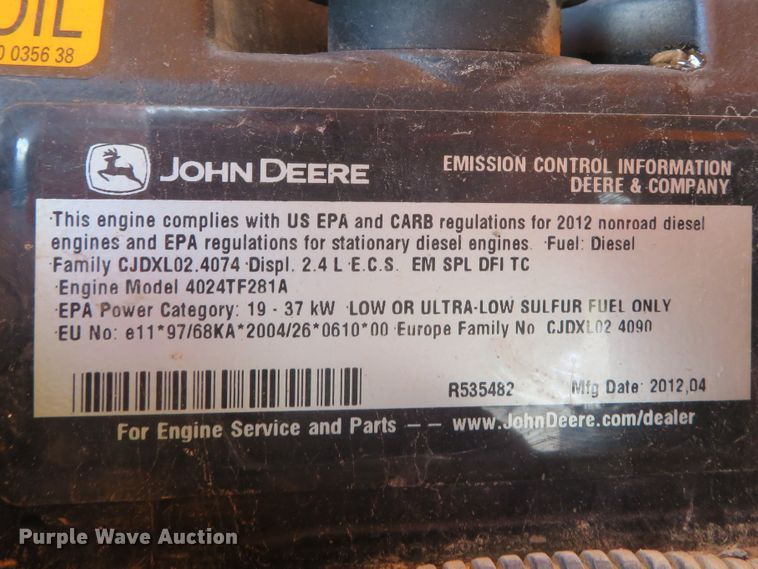 OIL
0 0356 38
JOHN DEERE
EMISSION CONTROL INFORMATION
DEERE & COMPANY
This engine complies with US EPA and CARB regulations for 2012 nonroad diesel
engines and EPA regulations for stationary diesel engines. Fuel: Diesel
Family CJDXL02.4074 Displ. 2.4 L E.C.S. EM SPL DFI TC
Engine Model 4024TF281A
EPA Power Category: 19 - 37 kW LOW OR ULTRA-LOW SULFUR FUEL ONLY
EU No: e11*97/68KA*2004/26*0610*00 Europe Family No. CJDXL02.4090
R535482 Mfg Date: 2012,04
For Engine Service and Parts — — www.JohnDeere.com/dealer
Purple Wave Auction